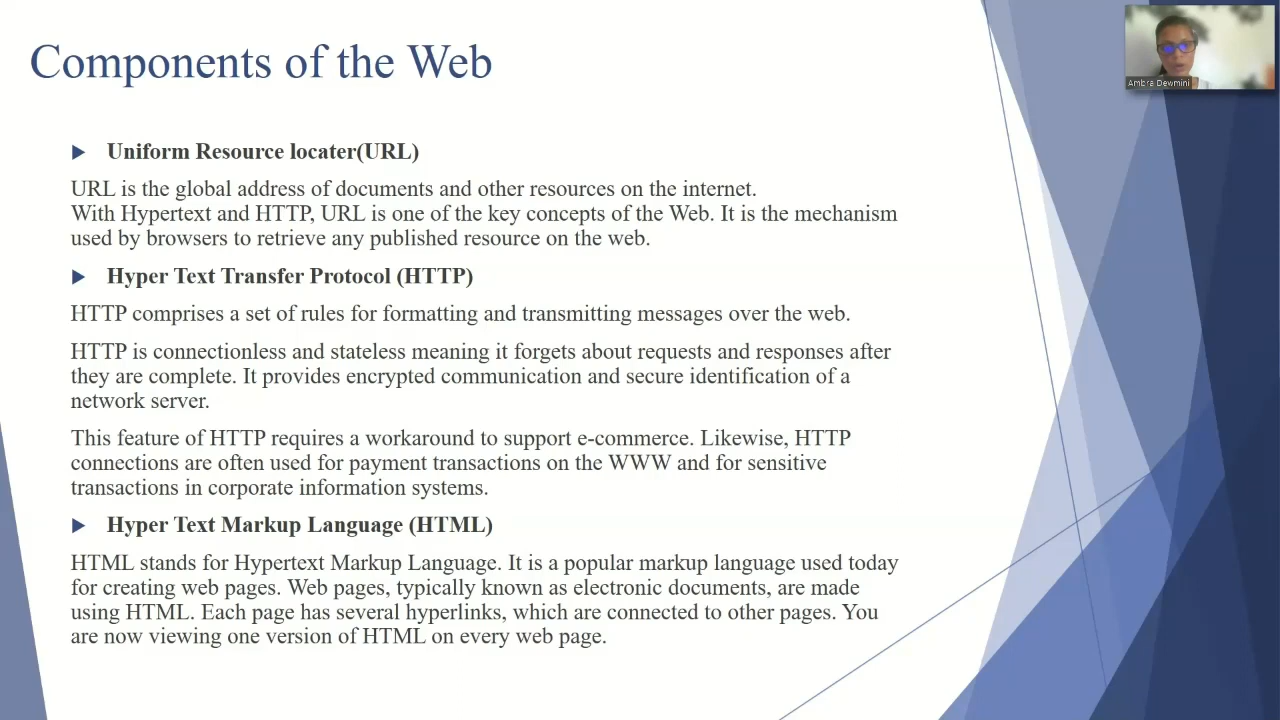 Components of the Web
Ambra Dewmini
Uniform Resource locater(URL)
URL is the global address of documents and other resources on the internet.
With Hypertext and HTTP, URL is one of the key concepts of the Web. It is the mechanism
used by browsers to retrieve any published resource on the web.
Hyper Text Transfer Protocol (HTTP)
HTTP comprises a set of rules for formatting and transmitting messages over the web.
HTTP is connectionless and stateless meaning it forgets about requests and responses after
they are complete. It provides encrypted communication and secure identification of a
network server.
This feature of HTTP requires a workaround to support e-commerce. Likewise, HTTP
connections are often used for payment transactions on the WWW and for sensitive
transactions in corporate information systems.
Hyper Text Markup Language (HTML)
HTML stands for Hypertext Markup Language. It is a popular markup language used today
for creating web pages. Web pages, typically known as electronic documents, are made
using HTML. Each page has several hyperlinks, which are connected to other pages. You
are now viewing one version of HTML on every web page.